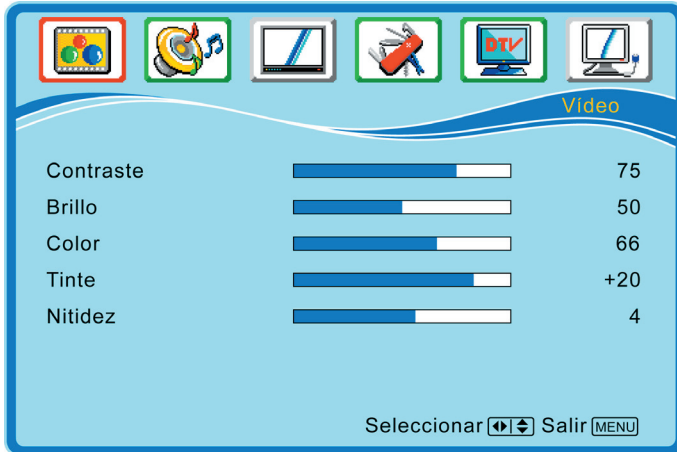 DTV
Vídeo
Contraste 75
Brillo 50
Color 66
Tinte +20
Nitidez 4
Seleccionar Salir MENU